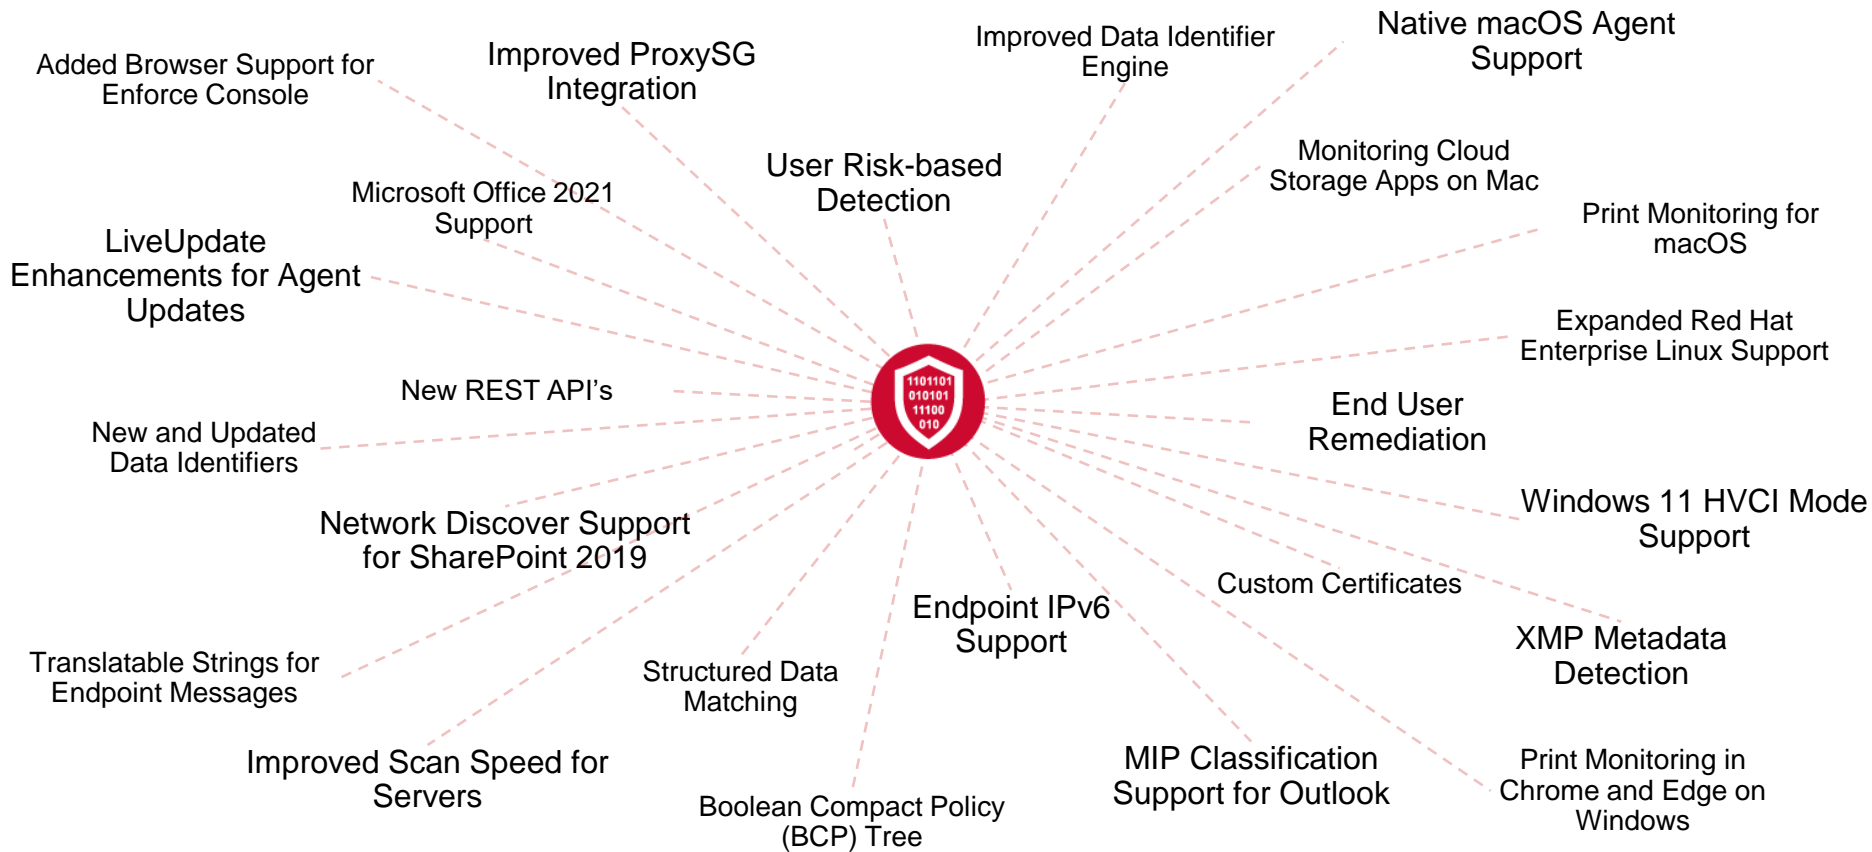 Added Browser Support for
Enforce Console
Improved ProxySG
Integration
Improved Data Identifier
Engine
Native macOS Agent
Support
User Risk-based
Detection
Monitoring Cloud
Storage Apps on Mac
Microsoft Office 2021
Support
Print Monitoring for
macOS
LiveUpdate
Enhancements for Agent
Updates
Expanded Red Hat
Enterprise Linux Support
1101101
010101
11100
010
New REST API's
End User
Remediation
New and Updated
Data Identifiers
Windows 11 HVCI Mode
Support
Network Discover Support
for SharePoint 2019
Custom Certificates
Endpoint IPv6
Support
XMP Metadata
Detection
Translatable Strings for
Endpoint Messages
Structured Data
Matching
Improved Scan Speed for
Servers
MIP Classification
Support for Outlook
Print Monitoring in
Chrome and Edge on
Windows
Boolean Compact Policy
(BCP) Tree